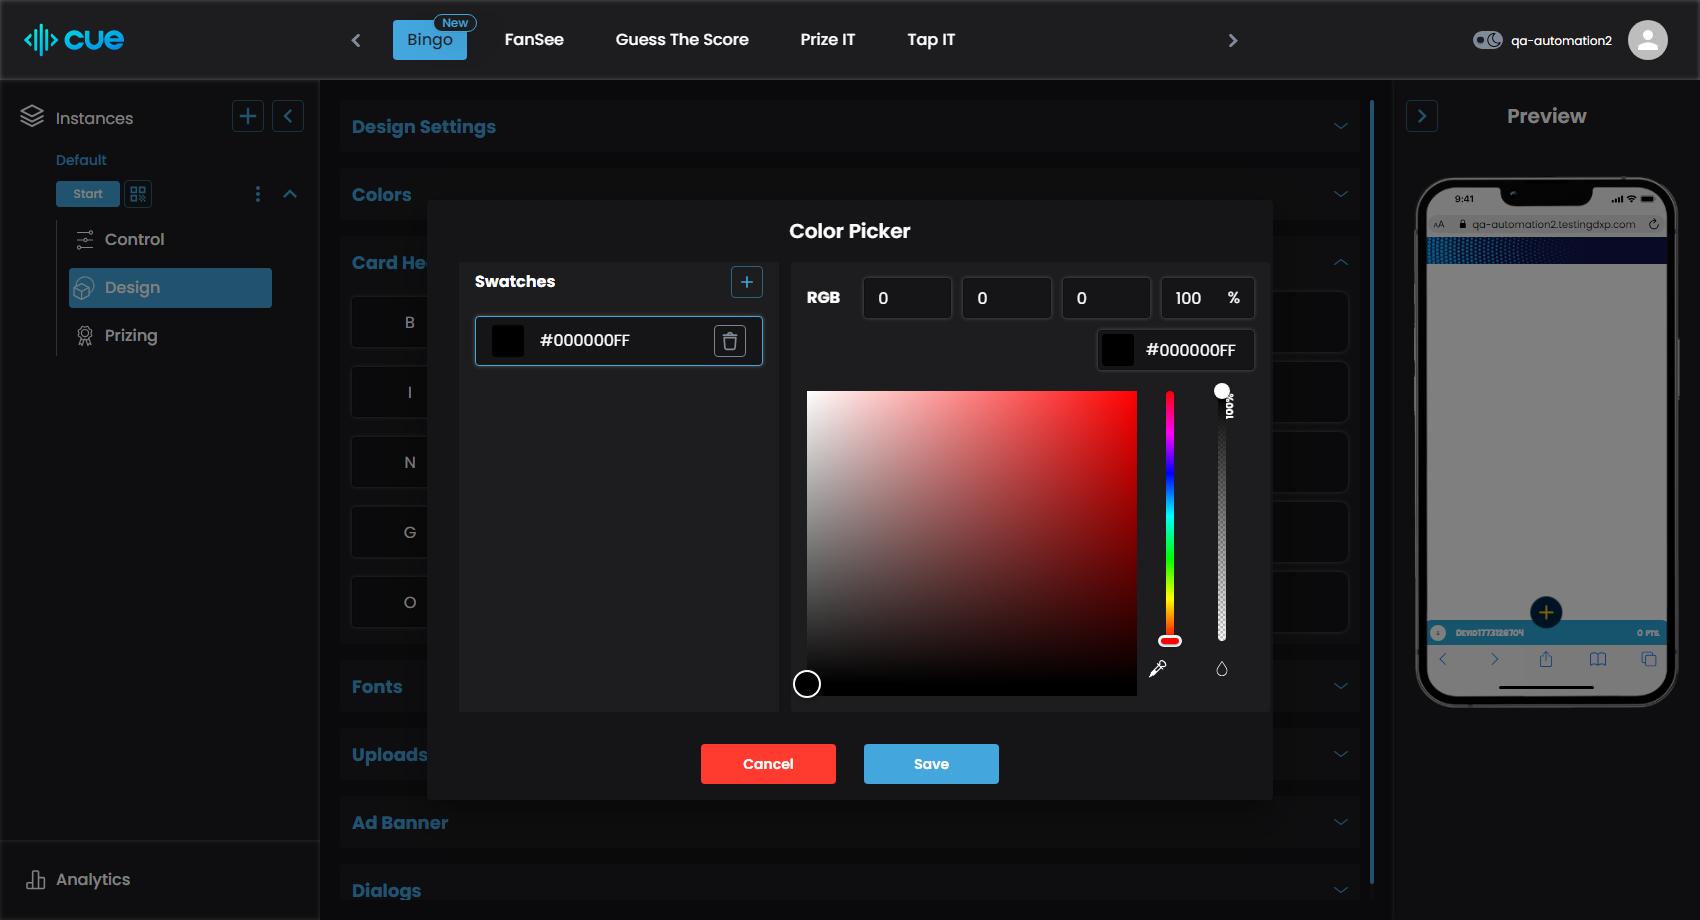 cue
Bingo
New
FanSee
Guess The Score
Prize IT
Tap IT
qa-automation2
Instances
Default
Start
Control
Design
Prizing
Analytics
Design Settings
Colors
Card He
B
I
N
G
O
Fonts
Uploads
Ad Banner
Dialogs
Color Picker
Swatches
#000000FF
RGB 0 0 0 100 %
#000000FF
100%
Cancel
Save
Preview
9:41
AA qa-automation2.testingdxp.com
0 PTS.